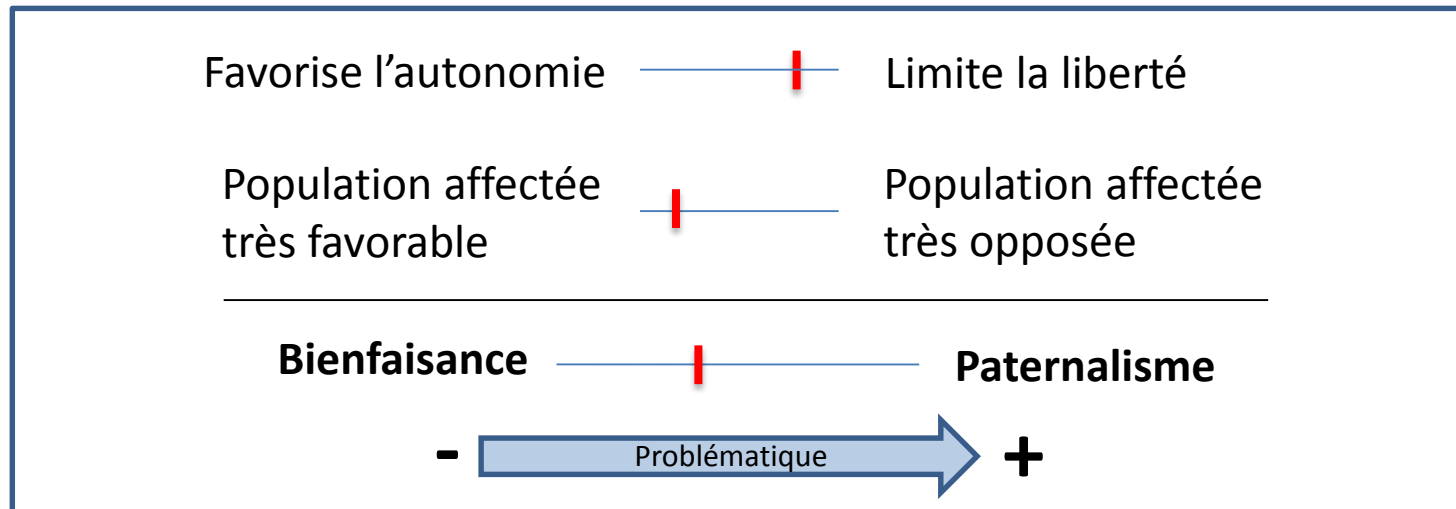 Favorise l’autonomie Limite la liberté
Population affectée Population affectée
très favorable très opposée
Bienfaisance Paternalisme
- Problématique +